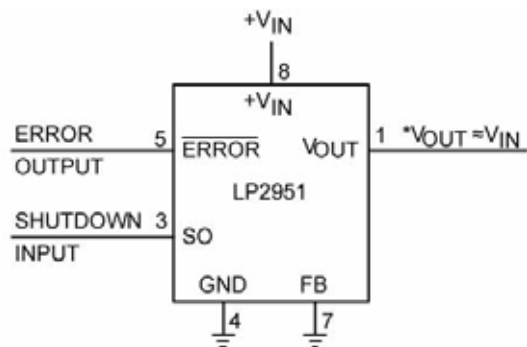 +VIN
8
+VIN
ERROR 5 ERROR VOUT 1 *VOUT ≈VIN
OUTPUT
LP2951
SHUTDOWN 3 SO
INPUT
GND FB
4 7